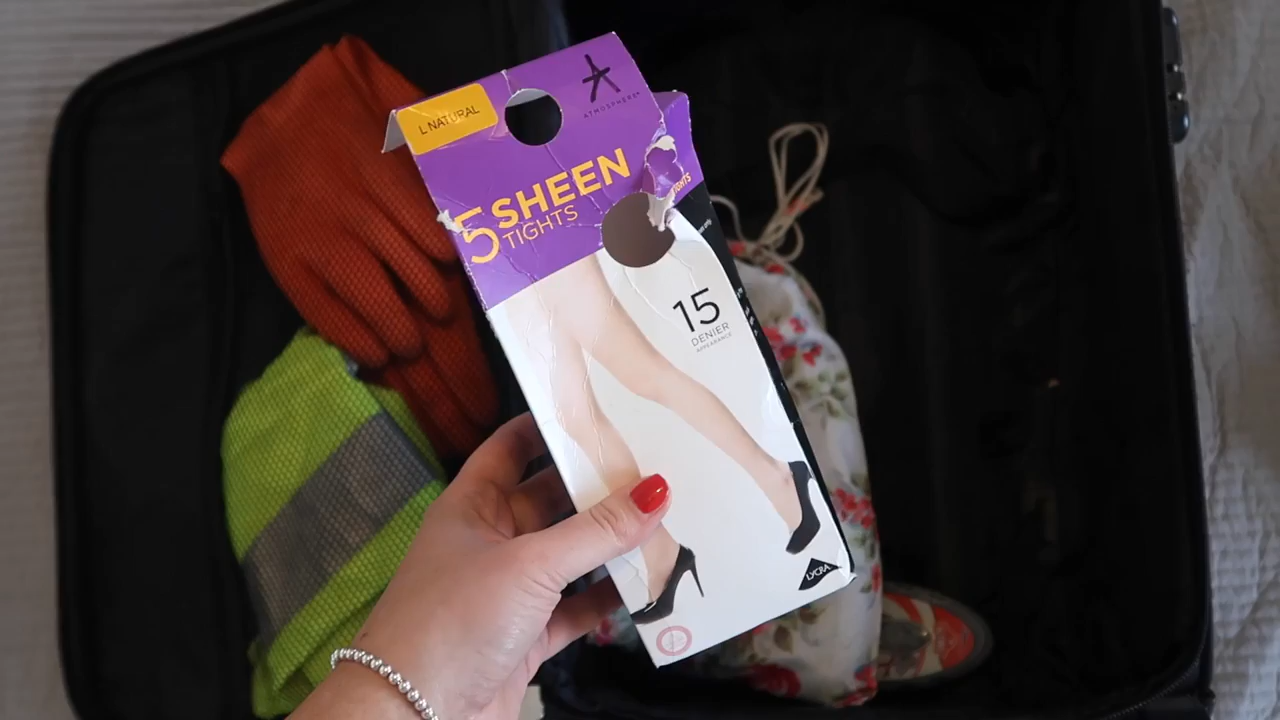 L NATURAL
ATMOSPHERE
5 SHEEN
TIGHTS
15
DENIER
APPEARANCE
LYCRA